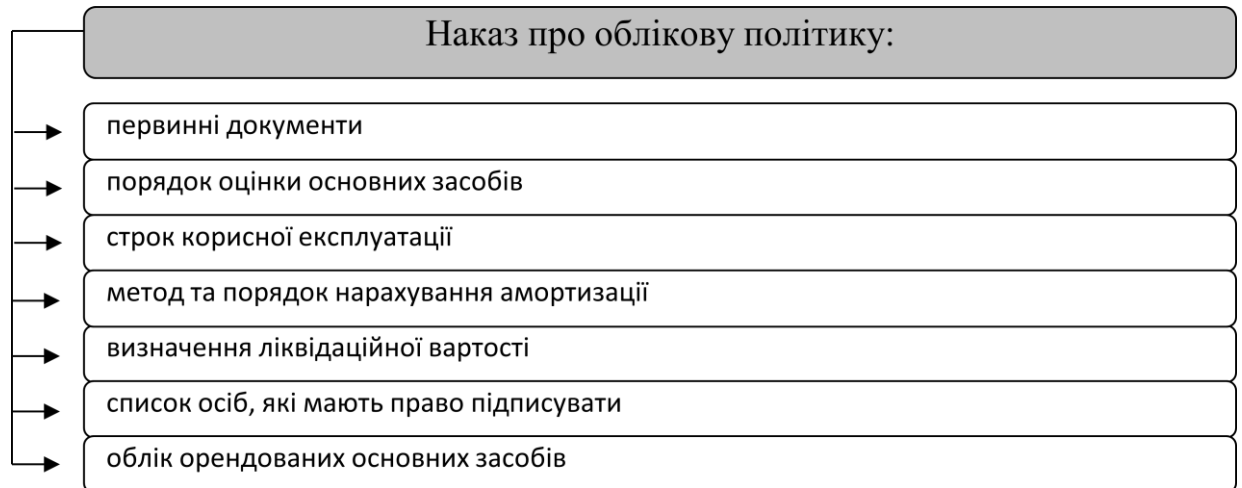 Наказ про облікову політику:
первинні документи
порядок оцінки основних засобів
строк корисної експлуатації
метод та порядок нарахування амортизації
визначення ліквідаційної вартості
список осіб, які мають право підписувати
облік орендованих основних засобів